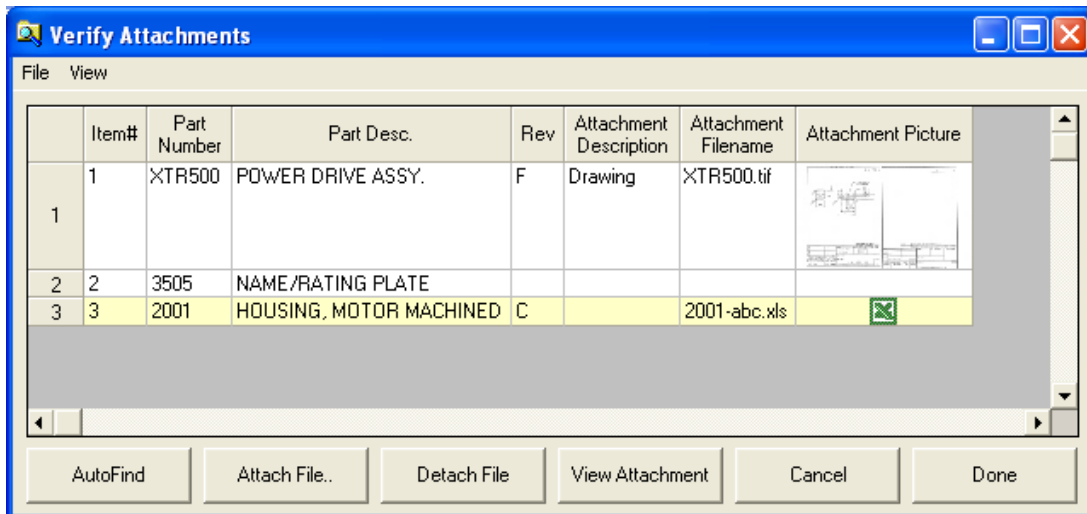 Verify Attachments
File View
Item# Part Number Part Desc. Rev Attachment Description Attachment Filename Attachment Picture
1 1 XTR500 POWER DRIVE ASSY. F Drawing XTR500.tif
2 2 3505 NAME/RATING PLATE
3 3 2001 HOUSING, MOTOR MACHINED C 2001-abc.xls
AutoFind Attach File.. Detach File View Attachment Cancel Done